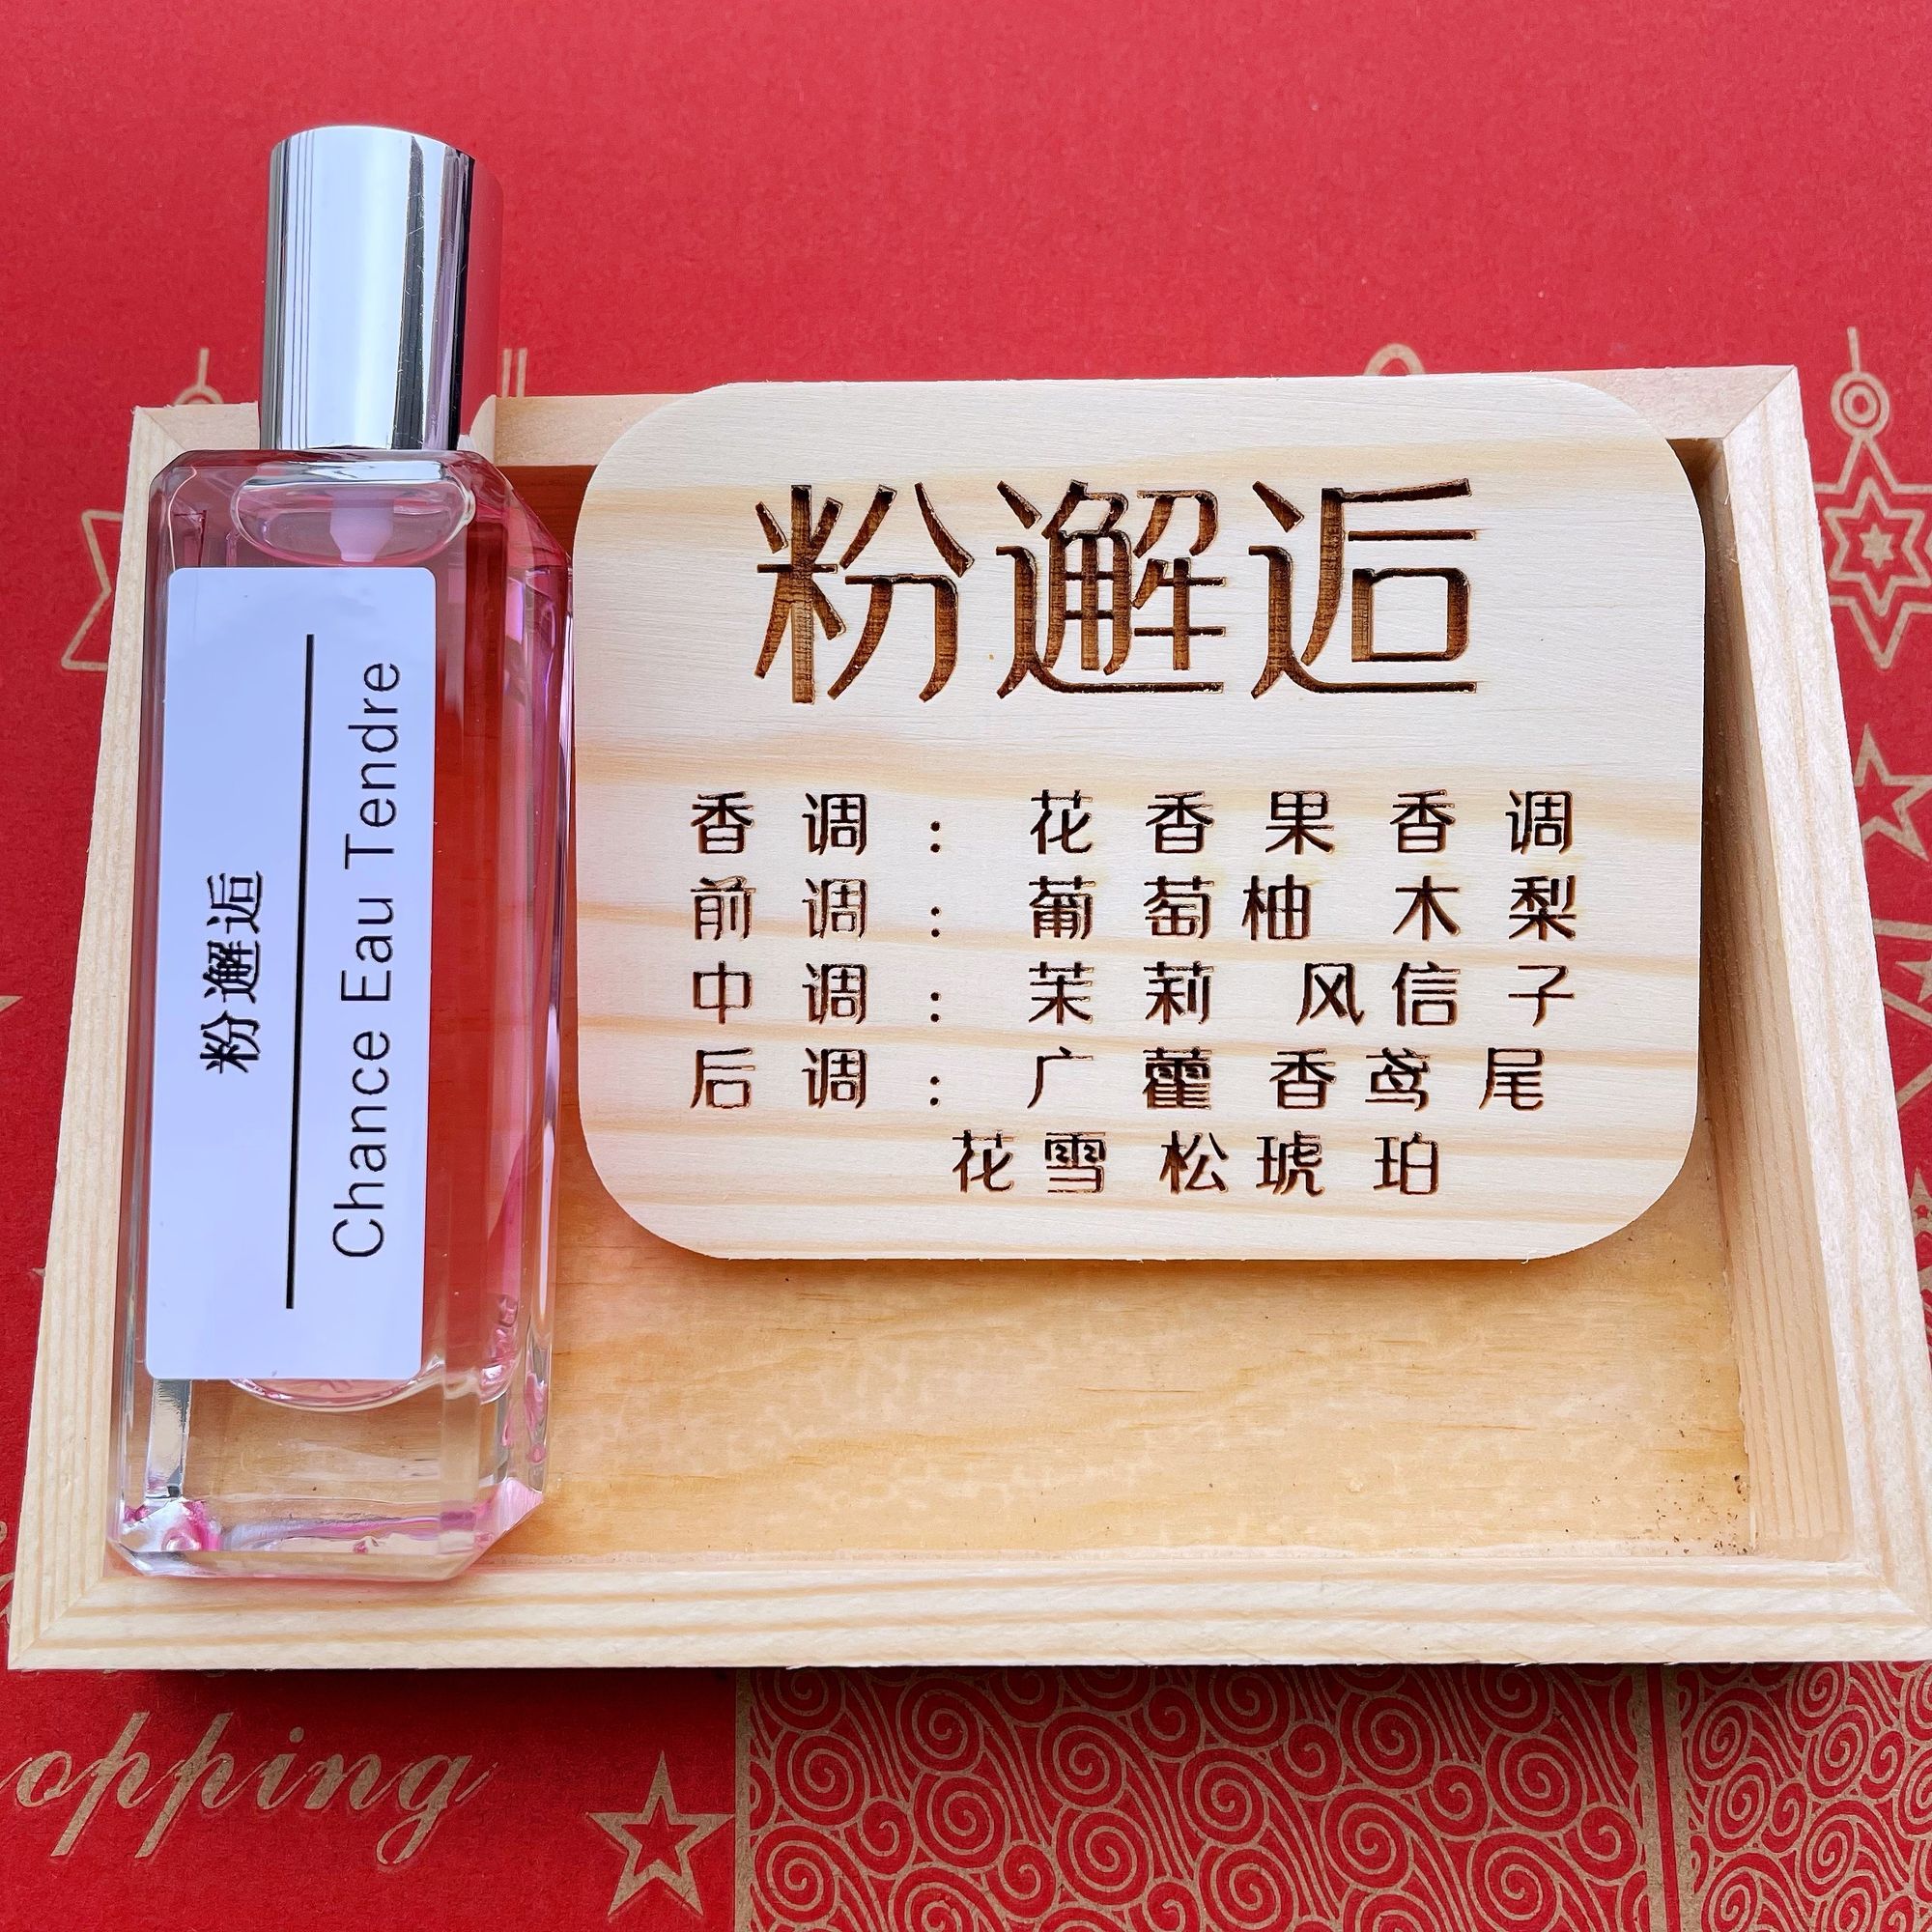 粉邂逅
Chance Eau Tendre
粉邂逅
香调：花香果香调
前调：葡萄柚 木梨
中调：茉莉 风信子
后调：广藿香鸢尾
花雪松琥珀
opping